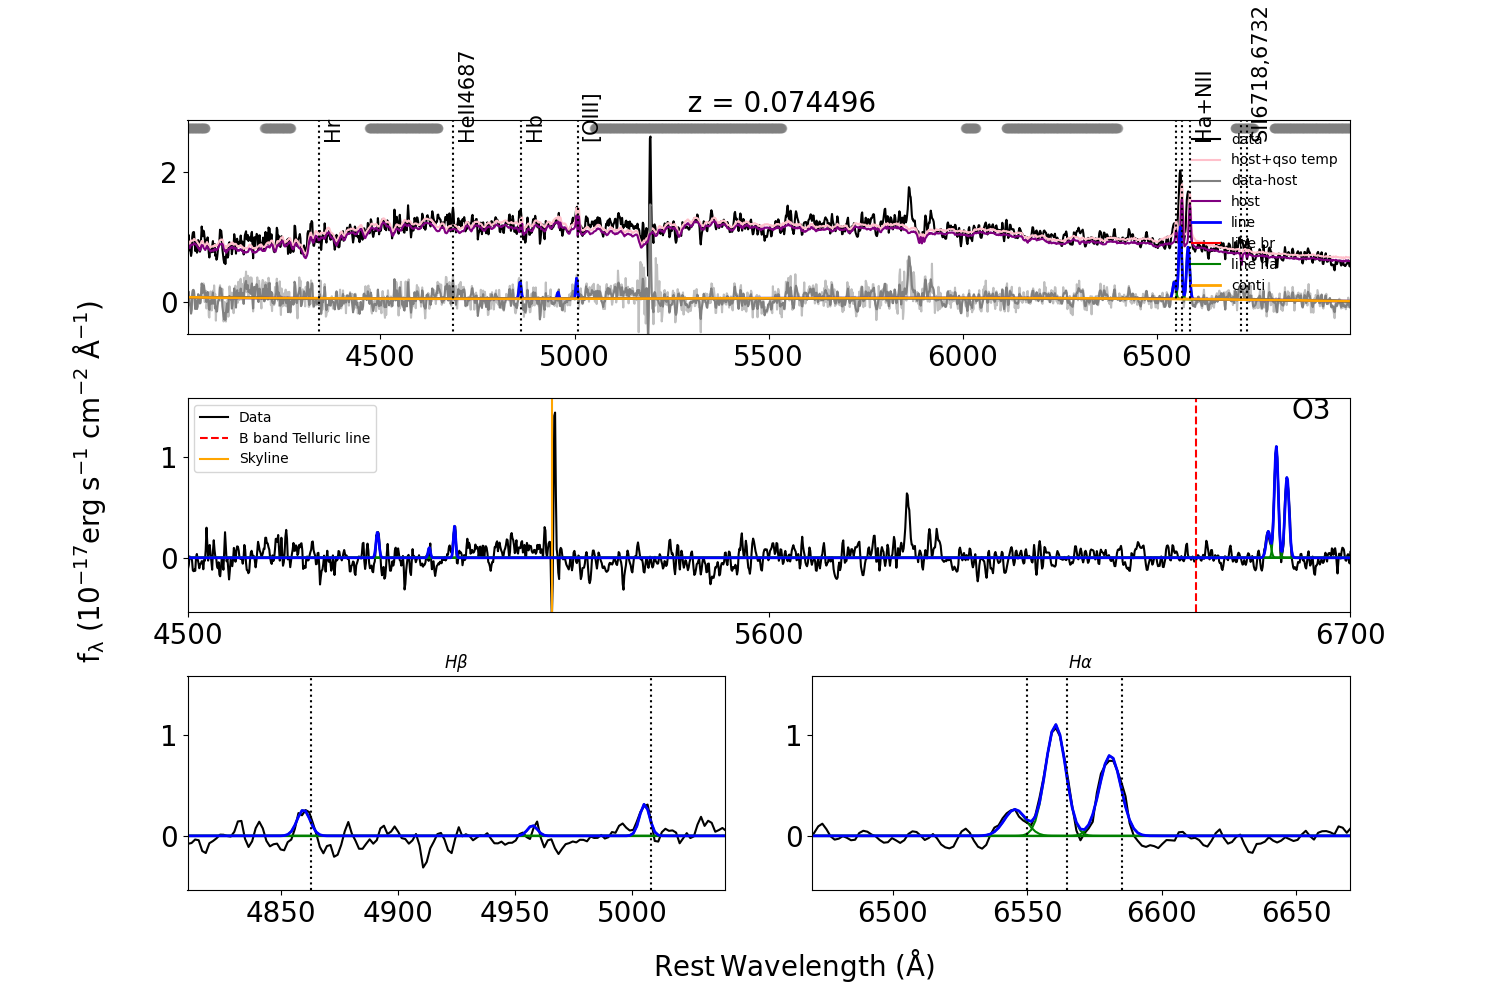 z = 0.074496
Hr
HeII4687
Hb
[OIII]
Ha+NII
SII6718,6732
data
host+qso temp
data-host
host
line
line br
line na
conti
2
1
0
4500
5000
5500
6000
6500
fλ (10−17erg s−1 cm−2 Å−1)
Data
B band Telluric line
Skyline
O3
1
0
4500
5600
6700
Hβ
1
0
4850
4900
4950
5000
Hα
1
0
6500
6550
6600
6650
Rest Wavelength (Å)